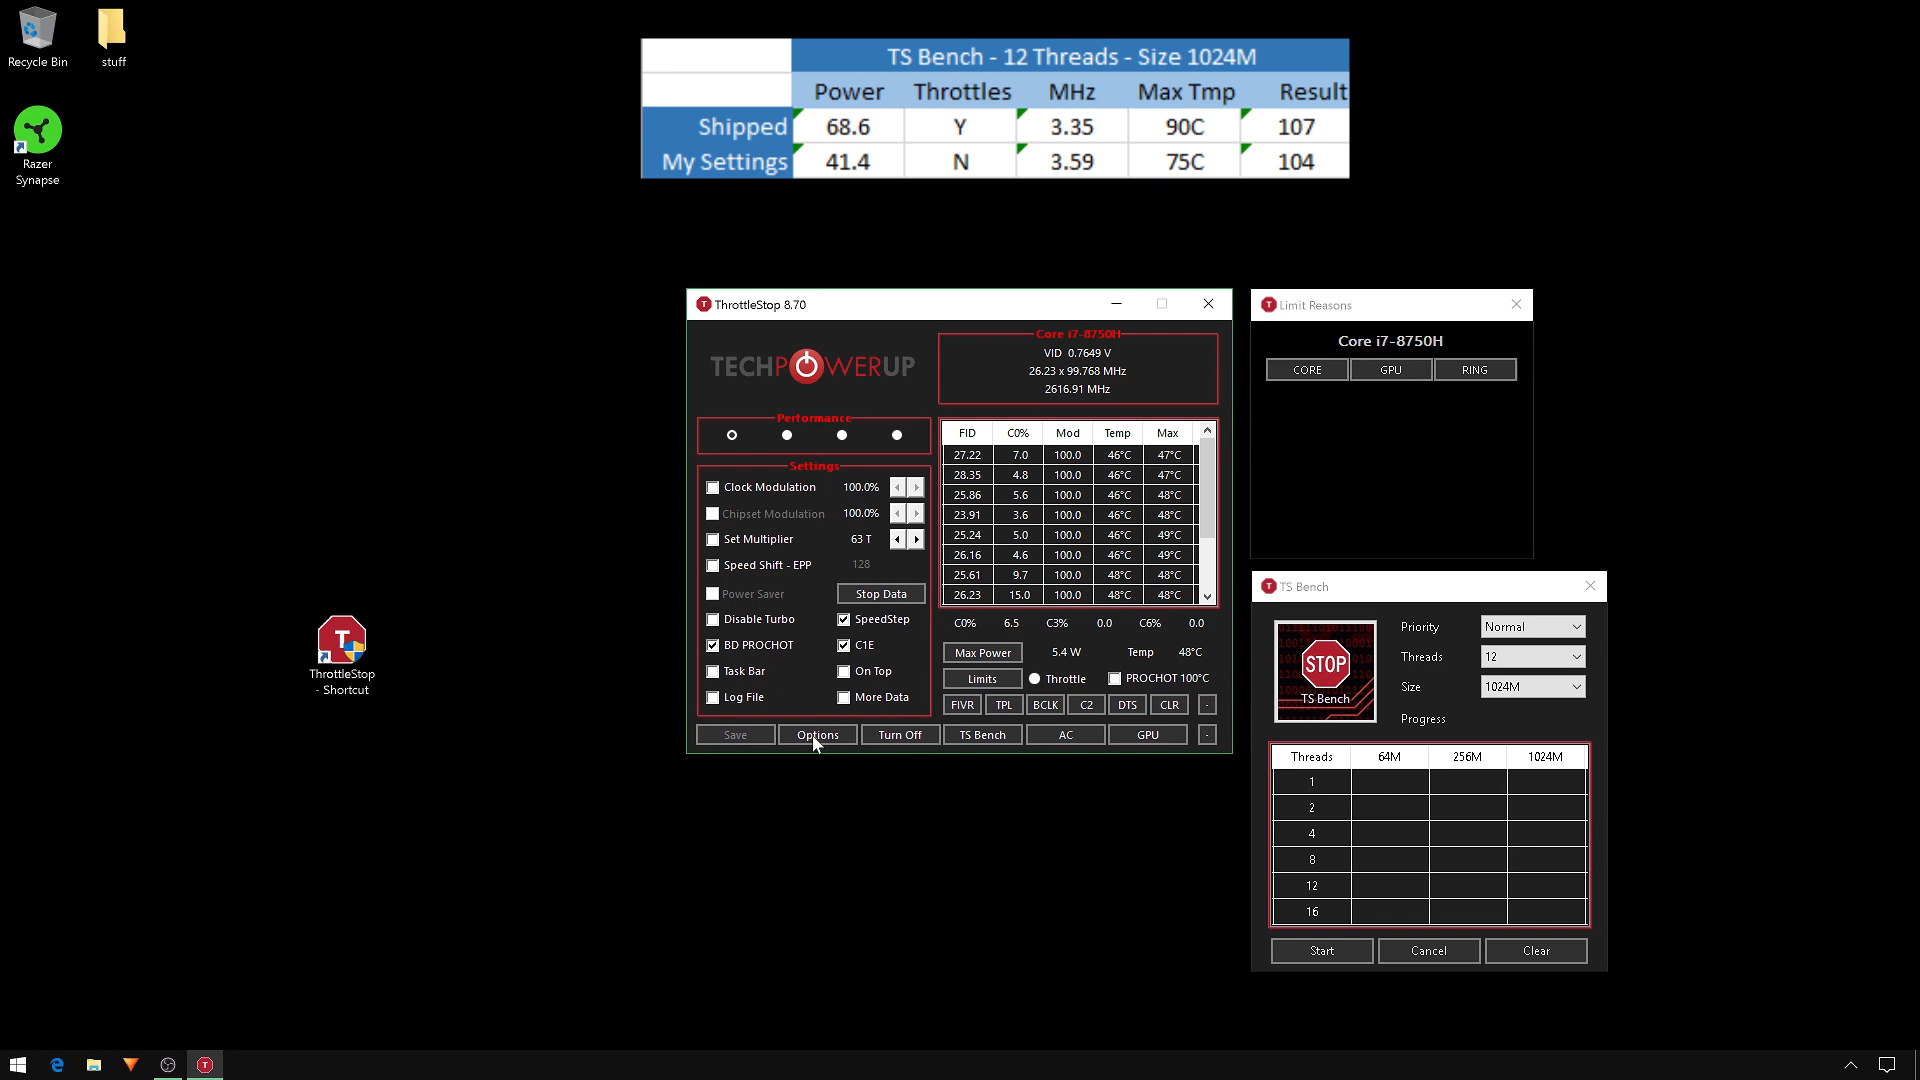 Recycle Bin
stuff
Razer
Synapse
T
ThrottleStop
- Shortcut
TS Bench - 12 Threads - Size 1024M
Power Throttles MHz Max Tmp Result
Shipped 68.6 Y 3.35 90C 107
My Settings 41.4 N 3.59 75C 104
ThrottleStop 8.70
TECHPOWERUP
Core i7-8750H
VID 0.7649 V
26.23 x 99.768 MHz
2616.91 MHz
Performance
Settings
Clock Modulation 100.0%
Chipset Modulation 100.0%
Set Multiplier 63 T
Speed Shift - EPP 128
Power Saver Stop Data
Disable Turbo SpeedStep
BD PROCHOT C1E
Task Bar On Top
Log File More Data
FID C0% Mod Temp Max
27.22 7.0 100.0 46°C 47°C
28.35 4.8 100.0 46°C 47°C
25.86 5.6 100.0 46°C 48°C
23.91 3.6 100.0 46°C 48°C
25.24 5.0 100.0 46°C 49°C
26.16 4.6 100.0 46°C 49°C
25.61 9.7 100.0 48°C 48°C
26.23 15.0 100.0 48°C 48°C
C0% 6.5 C3% 0.0 C6% 0.0
Max Power 5.4 W Temp 48°C
Limits Throttle PROCHOT 100°C
FIVR TPL BCLK C2 DTS CLR -
Save Options Turn Off TS Bench AC GPU -
Limit Reasons
Core i7-8750H
CORE GPU RING
TS Bench
STOP
TS Bench
Priority Normal
Threads 12
Size 1024M
Progress
Threads 64M 256M 1024M
1
2
4
8
12
16
Start Cancel Clear